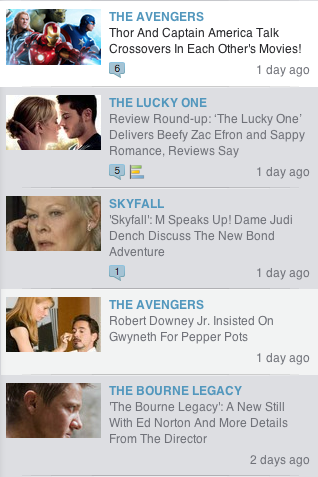 THE AVENGERS
Thor And Captain America Talk
Crossovers In Each Other's Movies!
6
1 day ago
THE LUCKY ONE
Review Round-up: 'The Lucky One'
Delivers Beefy Zac Efron and Sappy
Romance, Reviews Say
5
1 day ago
SKYFALL
'Skyfall': M Speaks Up! Dame Judi
Dench Discuss The New Bond
Adventure
1
1 day ago
THE AVENGERS
Robert Downey Jr. Insisted On
Gwyneth For Pepper Pots
1 day ago
THE BOURNE LEGACY
'The Bourne Legacy': A New Still
With Ed Norton And More Details
From The Director
2 days ago